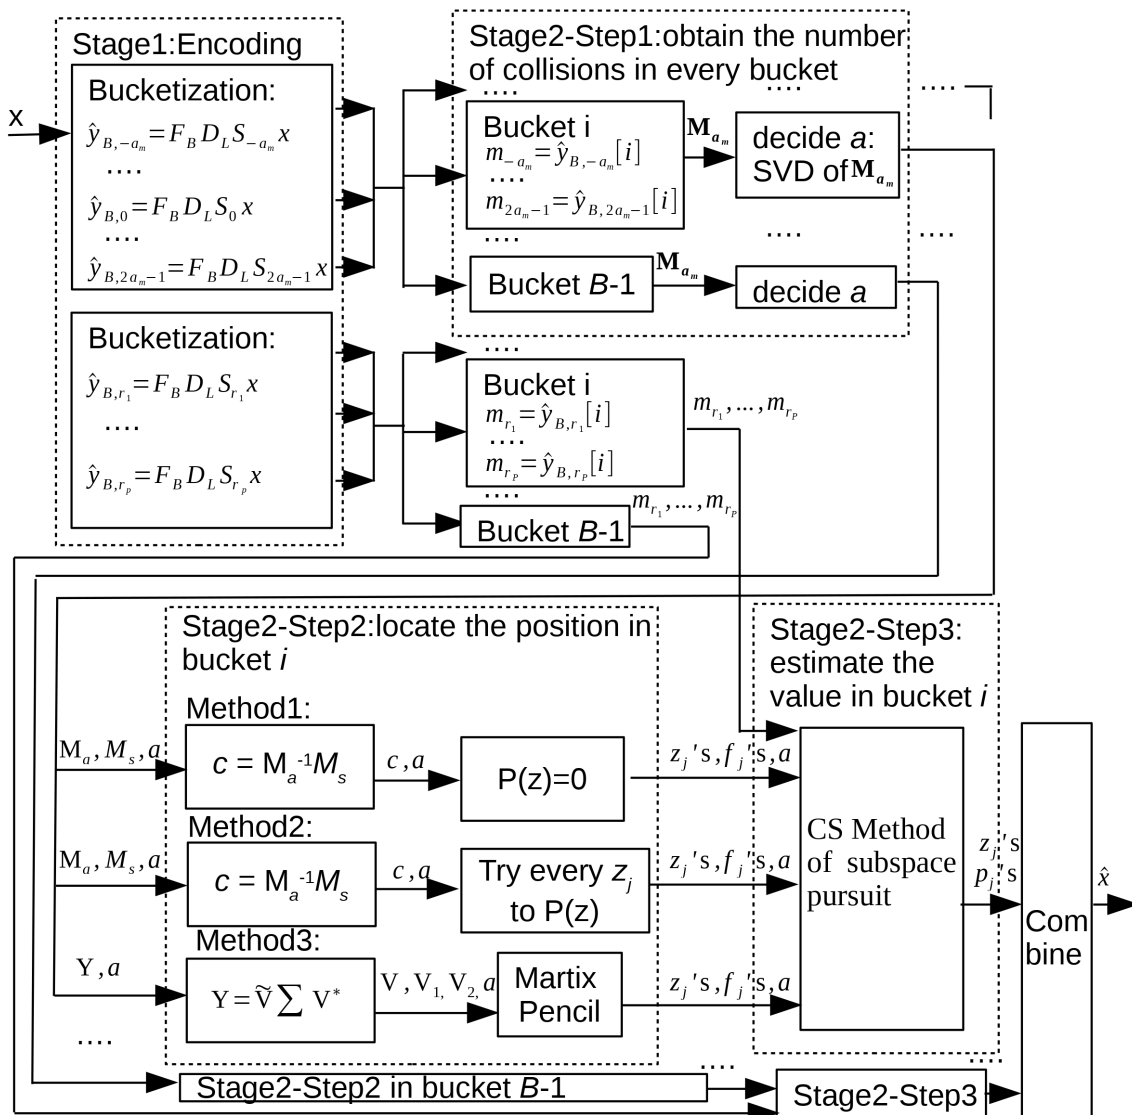 x
Stage1:Encoding
Bucketization:
ŷ_{B,-a_m}=F_B D_L S_{-a_m} x
....
ŷ_{B,0}=F_B D_L S_0 x
....
ŷ_{B,2a_m-1}=F_B D_L S_{2a_m-1} x
Bucketization:
ŷ_{B,r_1}=F_B D_L S_{r_1} x
....
ŷ_{B,r_p}=F_B D_L S_{r_p} x
Stage2-Step1:obtain the number
of collisions in every bucket
.... .... ....
Bucket i
m_{-a_m}=ŷ_{B,-a_m}[i]
....
m_{2a_m-1}=ŷ_{B,2a_m-1}[i]
M_{a_m}
decide a:
SVD of M_{a_m}
.... .... ....
Bucket B-1
M_{a_m}
decide a
....
Bucket i
m_{r_1}=ŷ_{B,r_1}[i]
....
m_{r_P}=ŷ_{B,r_P}[i]
m_{r_1},...,m_{r_P}
....
Bucket B-1
m_{r_1},...,m_{r_P}
Stage2-Step2:locate the position in
bucket i
Method1:
M_a,M_s,a
c = M_a^{-1}M_s
c,a
P(z)=0
z_j's,f_j's,a
Method2:
M_a,M_s,a
c = M_a^{-1}M_s
c,a
Try every z_j
to P(z)
z_j's,f_j's,a
Method3:
Y,a
Y=Ṽ∑ V*
V,V_1,V_2,a
Martix
Pencil
z_j's,f_j's,a
....
Stage2-Step3:
estimate the
value in bucket i
CS Method
of subspace
pursuit
z_j's
p_j's
....
Com
bine
x̂
Stage2-Step2 in bucket B-1
....
Stage2-Step3